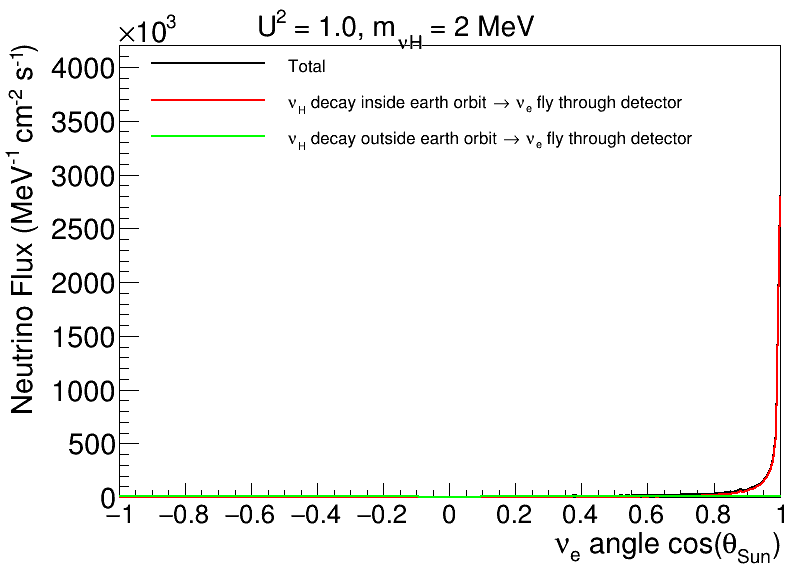 ×10³
U² = 1.0, m_νH = 2 MeV
Neutrino Flux (MeV⁻¹ cm⁻² s⁻¹)
Total
ν_H decay inside earth orbit → ν_e fly through detector
ν_H decay outside earth orbit → ν_e fly through detector
4000
3500
3000
2500
2000
1500
1000
500
0
−1 −0.8 −0.6 −0.4 −0.2 0 0.2 0.4 0.6 0.8 1
ν_e angle cos(θ_Sun)